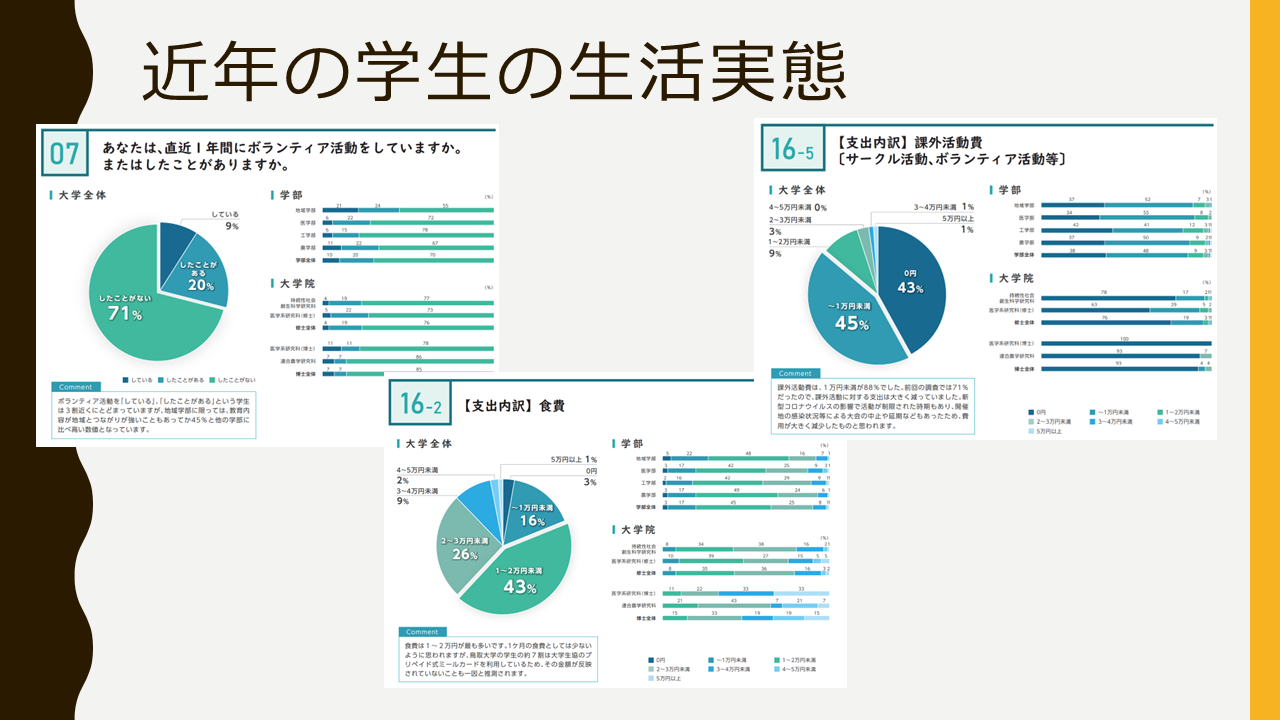 近年の学生の生活実態
07
あなたは、直近1年間にボランティア活動をしていますか。
またはしたことがありますか。
大学全体
している
9%
したことが
ある
20%
したことがない
71%
している したことがある したことがない
Comment
ボランティア活動を「している」、「したことがある」という学生
は3割近くにとどまっていますが、地域学部に限っては、教育内
容が地域とつながりが強いこともあってか45%と他の学部に
比べ高い数値となっています。
学部
(%)
21 24 55
地域学部
6 22 72
医学部
6 15 78
工学部
11 22 67
農学部
10 20 70
学部全体
大学院
(%)
4 19 77
持続性社会
創生科学研究科
5 22 73
医学系研究科(修士)
4 19 76
修士全体
11 11 78
医学系研究科(博士)
7 7 86
連合農学研究科
7 7 85
博士全体
16-5
【支出内訳】課外活動費
〔サークル活動、ボランティア活動等〕
大学全体
4~5万円未満 0%
3~4万円未満 1%
2~3万円未満
3%
5万円以上
1%
1~2万円未満
9%
0円
43%
~1万円未満
45%
Comment
課外活動費は、1万円未満が88%でした。前回の調査では71%
だったので、課外活動に対する支出は大きく減っていました。新
型コロナウイルスの影響で活動が制限された時期もあり、開催
地の感染状況等による大会の中止や延期などもあったため、費
用が大きく減少したものと思われます。
学部
(%)
37 52 7 3 1
地域学部
34 55 8 2
医学部
42 41 12
工学部
37 50 9
農学部
38 48 9
学部全体
大学院
(%)
78 17
持続性社会
創生科学研究科
63 29 5 2
医学系研究科(修士)
76 19
修士全体
100
医学系研究科(博士)
93 7
連合農学研究科
93
博士全体
0円 ~1万円未満 1~2万円未満
2~3万円未満 3~4万円未満 4~5万円未満
5万円以上
16-2
【支出内訳】食費
大学全体
5万円以上 1%
4~5万円未満
2%
0円
3%
3~4万円未満
9%
~1万円未満
16%
2~3万円未満
26%
1~2万円未満
43%
Comment
食費は1~2万円が最も多いです。1ケ月の食費としては少ない
ように思われますが、鳥取大学の学生の約7割は大学生協のプ
リペイド式ミールカードを利用しているため、その金額が反映
されていないことも一因と推測されます。
学部
(%)
5 22 48 16 7 1
地域学部
3 17 42 25 9
医学部
2 16 42 29 9
工学部
3 17 49 24 6
農学部
3 17 45 25 8
学部全体
大学院
(%)
8 34 38 16 2 1
持続性社会
創生科学研究科
10 39 27 15 5 5
医学系研究科(修士)
8 35 36 16 3 2
修士全体
11 22 33 33
医学系研究科(博士)
21 43 7 21 7
連合農学研究科
15 33 19 19 15
博士全体
0円 ~1万円未満 1~2万円未満
2~3万円未満 3~4万円未満 4~5万円未満
5万円以上